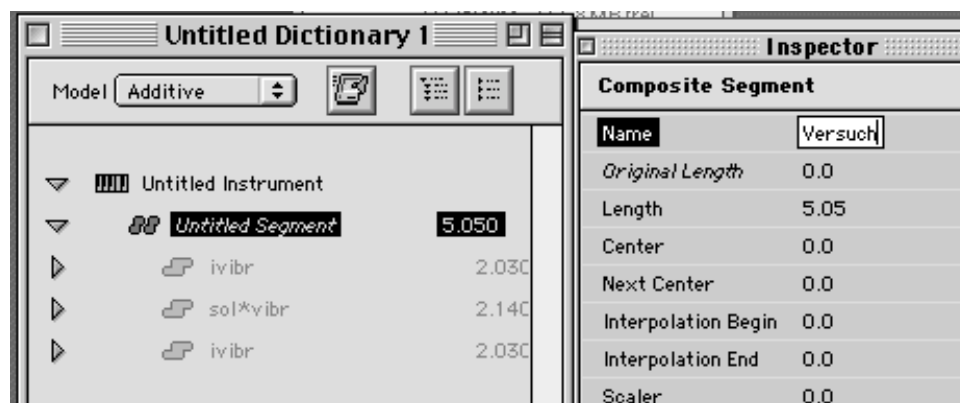 Untitled Dictionary 1
Model Additive
Untitled Instrument
Untitled Segment 5.050
ivibr 2.030
sol*vibr 2.140
ivibr 2.030
Inspector
Composite Segment
Name Versuch
Original Length 0.0
Length 5.05
Center 0.0
Next Center 0.0
Interpolation Begin 0.0
Interpolation End 0.0
Scaler 0.0